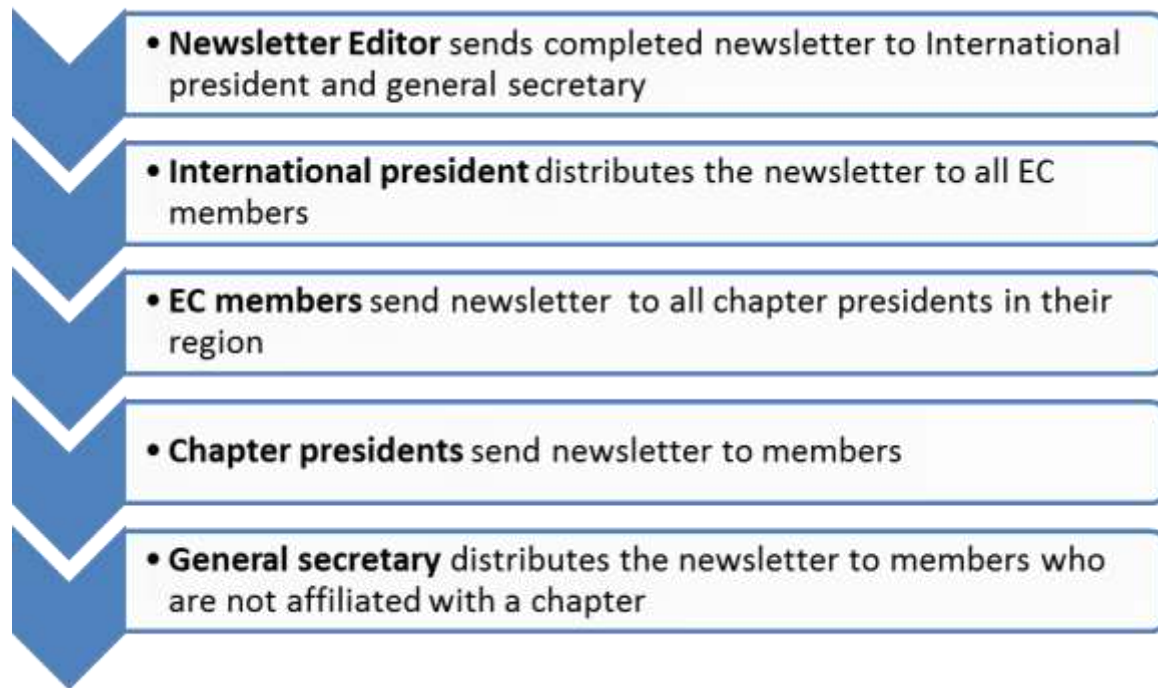 • Newsletter Editor sends completed newsletter to International
president and general secretary
• International president distributes the newsletter to all EC
members
• EC members send newsletter to all chapter presidents in their
region
• Chapter presidents send newsletter to members
• General secretary distributes the newsletter to members who
are not affiliated with a chapter